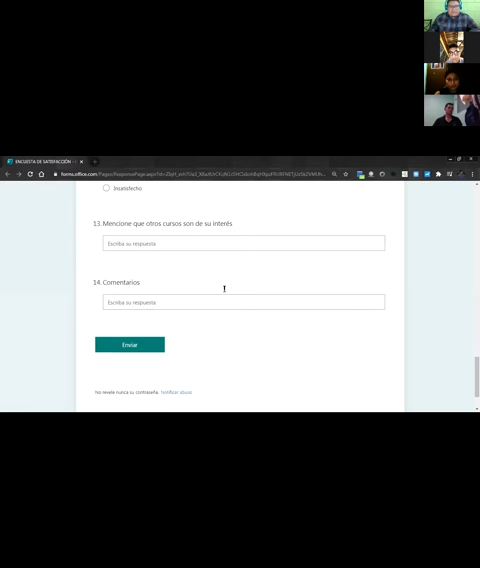 ENCUESTA DE SATISFACCIÓN
Insatisfecho
13. Mencione que otros cursos son de su interés
Escriba su respuesta
14. Comentarios
Escriba su respuesta
Enviar
No revele nunca su contraseña. Notificar abuso